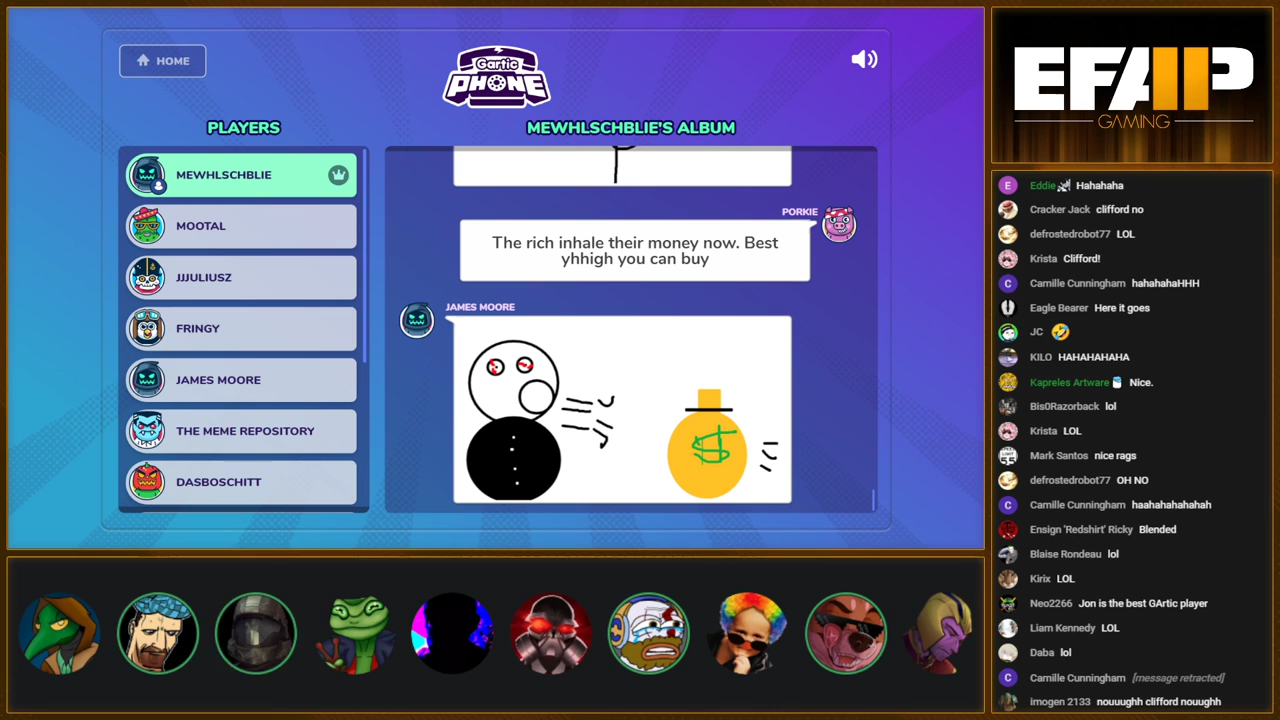 HOME
Gartic
PHONE
PLAYERS
MEWHLSCHBLIE'S ALBUM
MEWHLSCHBLIE
MOOTAL
JJJULIUSZ
FRINGY
JAMES MOORE
THE MEME REPOSITORY
DASBOSCHITT
PORKIE
The rich inhale their money now. Best
yhhigh you can buy
JAMES MOORE
$
EFAP
GAMING
E Eddie Hahahaha
Cracker Jack clifford no
defrostedrobot77 LOL
Krista Clifford!
C Camille Cunningham hahahahaHHH
Eagle Bearer Here it goes
JC 🤣
KILO HAHAHAHAHA
Kapreles Artware Nice.
Bis0Razorback lol
Krista LOL
Mark Santos nice rags
defrostedrobot77 OH NO
C Camille Cunningham haahahahahahah
Ensign 'Redshirt' Ricky Blended
Blaise Rondeau lol
Kirix LOL
Neo2266 Jon is the best GArtic player
Liam Kennedy LOL
Daba lol
C Camille Cunningham [message retracted]
imogen 2133 nouuughh clifford nouughh